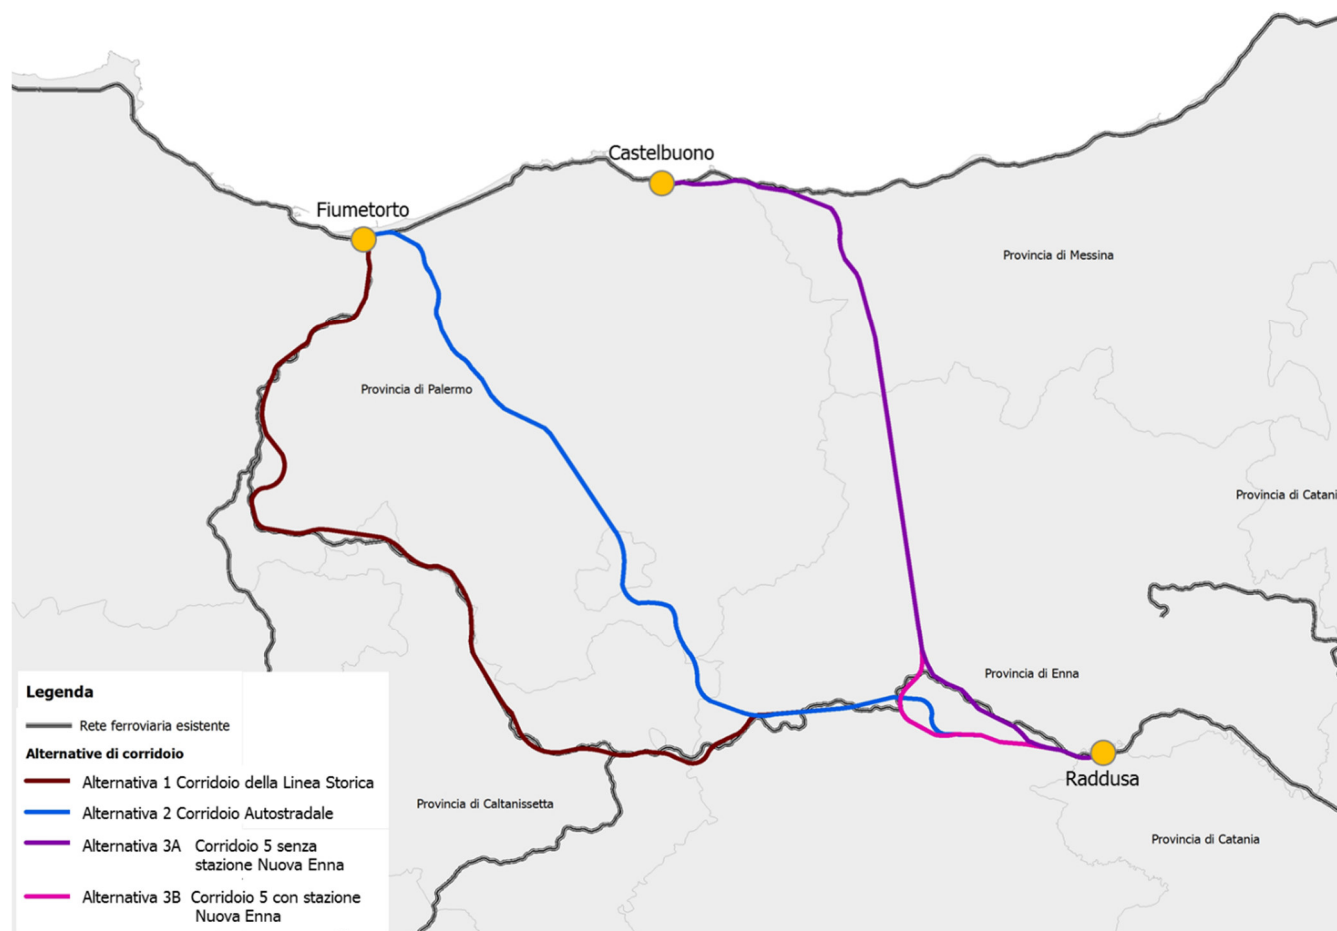 Castelbuono
Fiumetorto
Provincia di Messina
Provincia di Palermo
Provincia di Catani
Provincia di Enna
Raddusa
Provincia di Caltanissetta
Provincia di Catania
Legenda
Rete ferroviaria esistente
Alternative di corridoio
Alternativa 1 Corridoio della Linea Storica
Alternativa 2 Corridoio Autostradale
Alternativa 3A Corridoio 5 senza
stazione Nuova Enna
Alternativa 3B Corridoio 5 con stazione
Nuova Enna